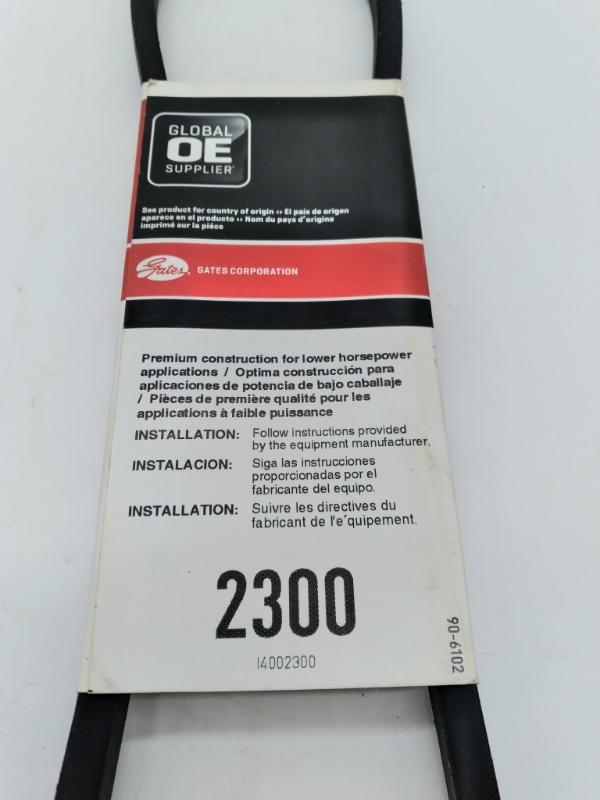 GLOBAL
OE
SUPPLIER
See product for country of origin ‹› El pais de origen
aparece en el producto ‹› Nom du pays d'origine
imprimé sur la piéce
Gates. GATES CORPORATION
Premium construction for lower horsepower
applications / Optima construcción para
aplicaciones de potencia de bajo caballaje
/ Pièces de première qualité pour les
applications à faible puissance
INSTALLATION: Follow instructions provided
by the equipment manufacturer.
INSTALACION: Siga las instrucciones
proporcionadas por el
fabricante del equipo.
INSTALLATION: Suivre les directives du
fabricant de l'e´quipement.
2300
I4002300
90-6102